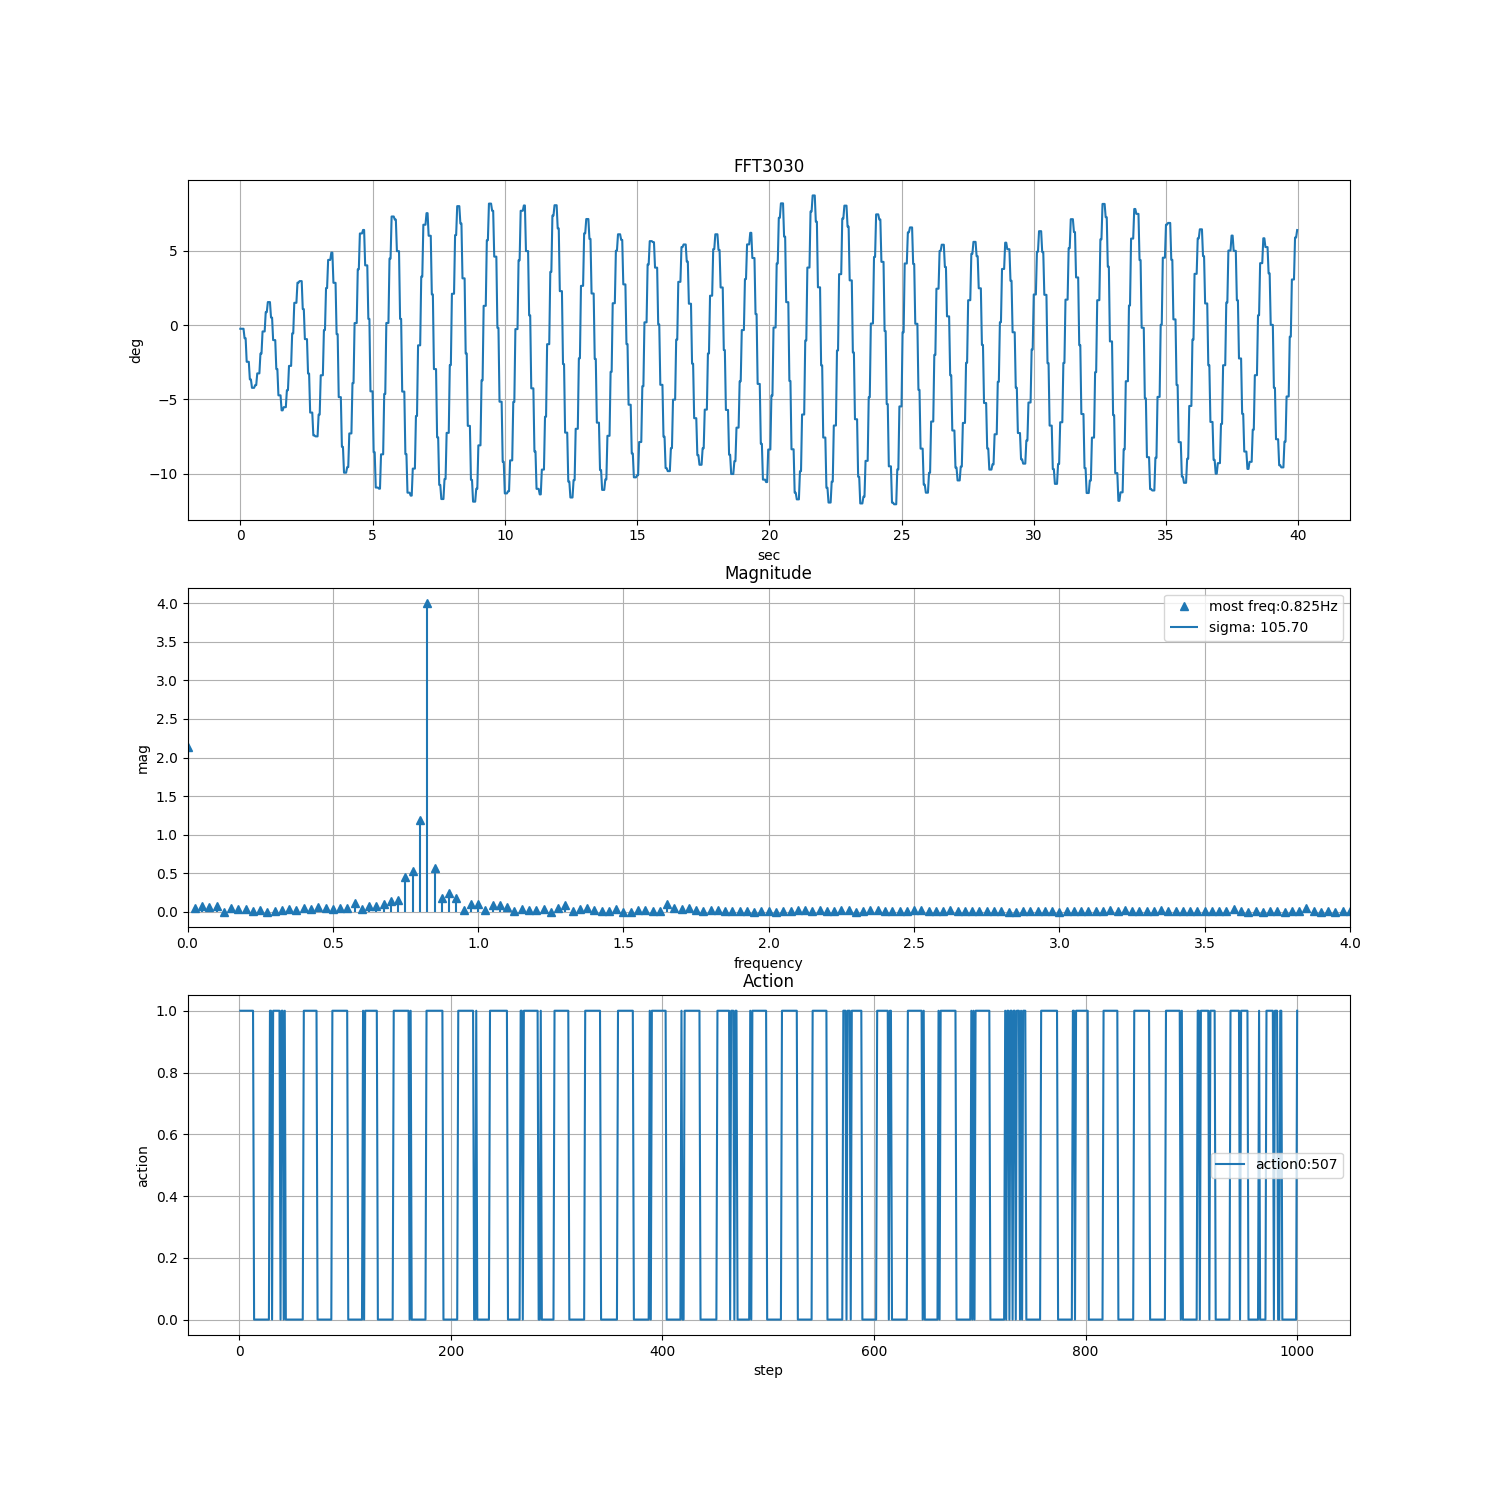 FFT3030
5
0
−5
−10
deg
0 5 10 15 20 25 30 35 40
sec
Magnitude
4.0
3.5
3.0
2.5
2.0
1.5
1.0
0.5
0.0
mag
most freq:0.825Hz
sigma: 105.70
0.0 0.5 1.0 1.5 2.0 2.5 3.0 3.5 4.0
frequency
Action
1.0
0.8
0.6
0.4
0.2
0.0
action
action0:507
0 200 400 600 800 1000
step